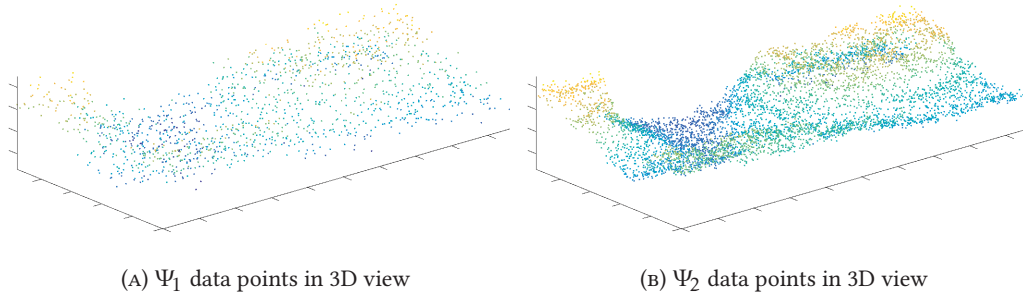 (A) Ψ₁ data points in 3D view
(B) Ψ₂ data points in 3D view